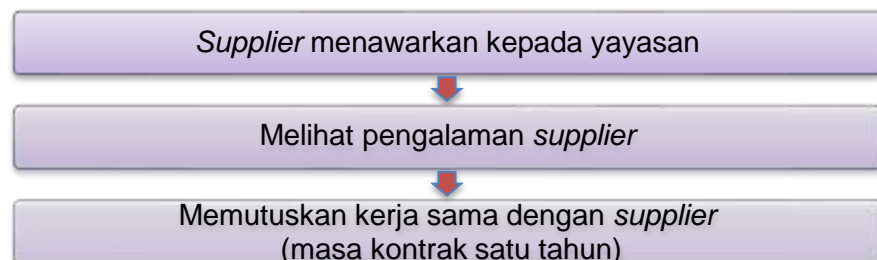 Supplier menawarkan kepada yayasan
Melihat pengalaman supplier
Memutuskan kerja sama dengan supplier
(masa kontrak satu tahun)